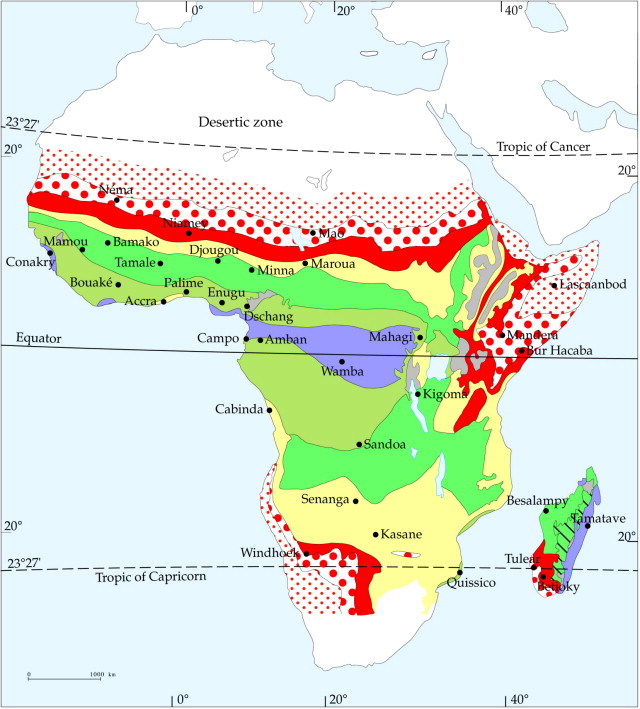 0° 20° 40°
Desertic zone
23°27'
Tropic of Cancer
20°
20°
Néma
Niamey
Mao
Mamou
Bamako
Djougou
Conakry
Tamale
Minna
Maroua
Bouaké
Palime
Lascaanbod
Accra
Enugu
Dschang
Equator
Campo
Amban
Mahagi
Mandera
Bur Hacaba
Wamba
Kigoma
Cabinda
Sandoa
Senanga
Besalampy
Tamatave
20°
Kasane
20°
Windhoek
23°27'
Tropic of Capricorn
Tuléar
Quissico
Betioky
0 1000 km
0° 20° 40°